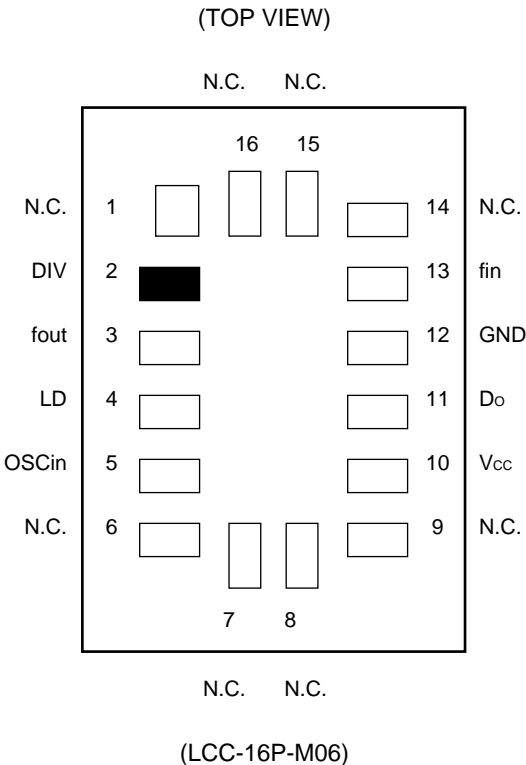 (TOP VIEW)
N.C. N.C.
16 15
N.C. 1 14 N.C.
DIV 2 13 fin
fout 3 12 GND
LD 4 11 Do
OSCin 5 10 Vcc
N.C. 6 9 N.C.
7 8
N.C. N.C.
(LCC-16P-M06)